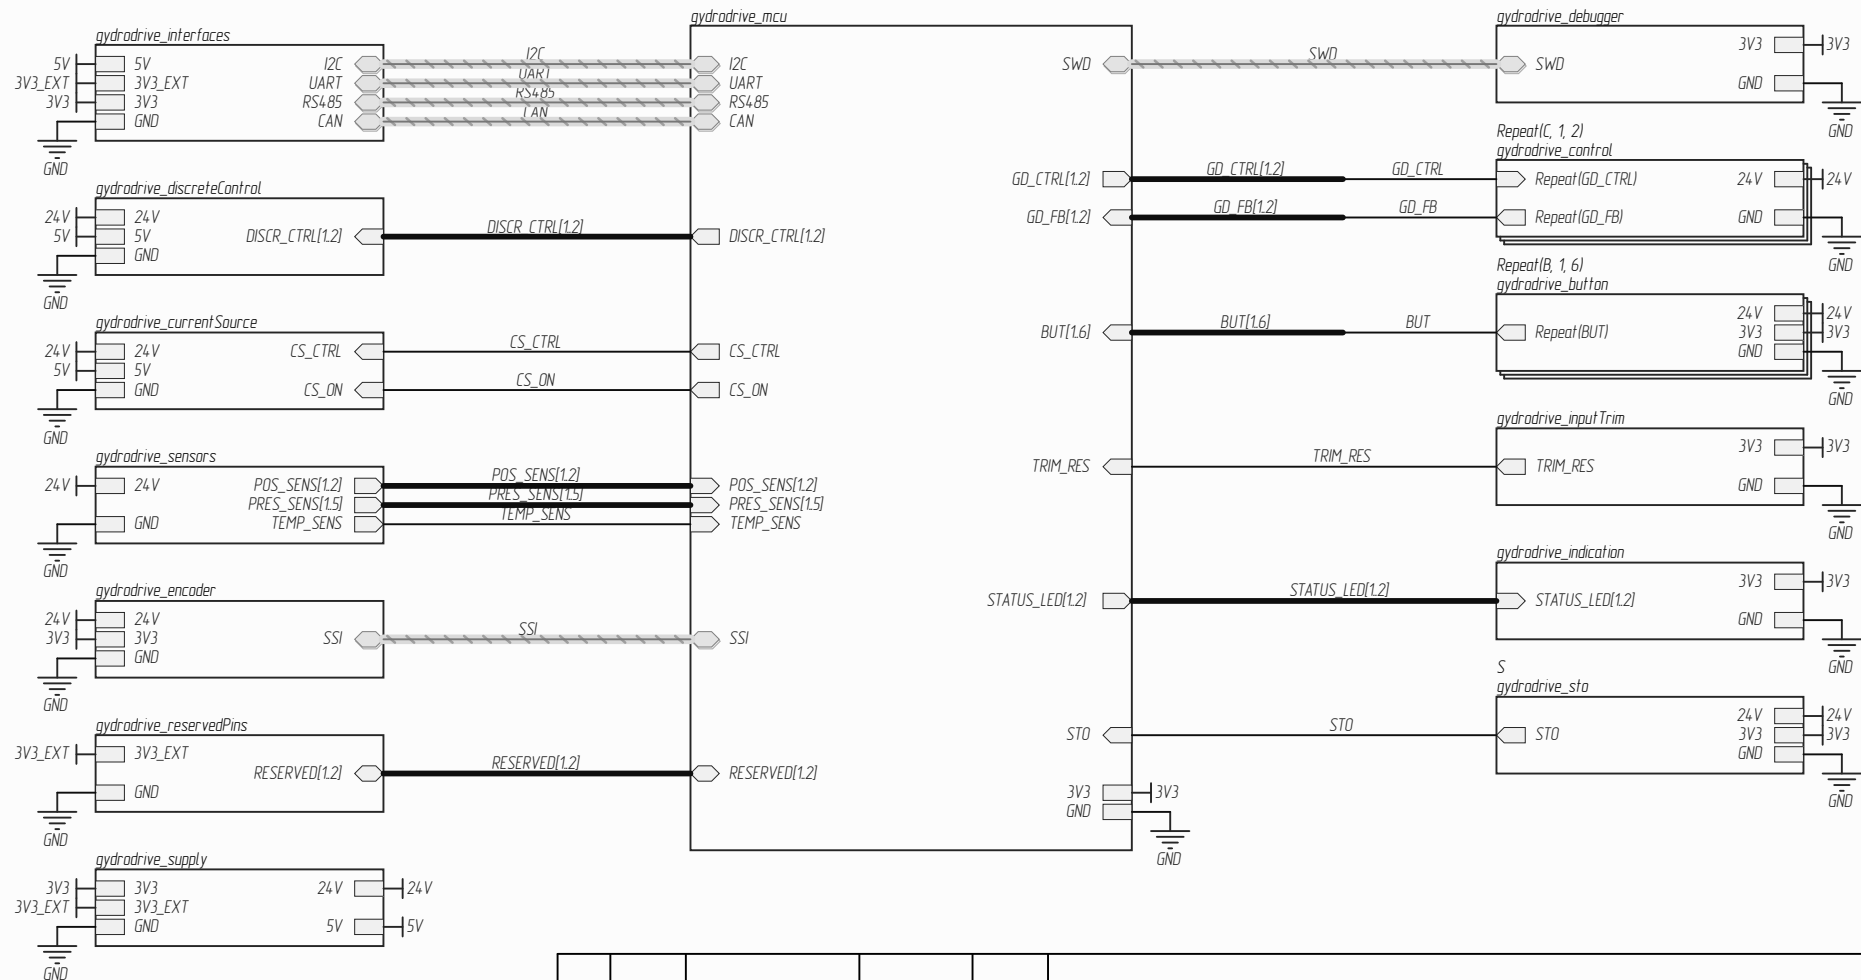 gydrodrive_interfaces
5V 5V I2C
3V3_EXT 3V3_EXT UART
3V3 3V3 RS485
GND CAN
GND
I2C
UART
RS485
CAN
gydrodrive_discreteControl
24V 24V
5V 5V DISCR_CTRL[1..2]
GND
GND
DISCR_CTRL[1..2]
gydrodrive_currentSource
24V 24V CS_CTRL
5V 5V
GND CS_ON
GND
CS_CTRL
CS_ON
gydrodrive_sensors
24V 24V POS_SENS[1..2]
PRES_SENS[1..5]
GND TEMP_SENS
GND
POS_SENS[1..2]
PRES_SENS[1..5]
TEMP_SENS
gydrodrive_encoder
24V 24V
3V3 3V3 SSI
GND
GND
SSI
gydrodrive_reservedPins
3V3_EXT 3V3_EXT
RESERVED[1..2]
GND
GND
RESERVED[1..2]
gydrodrive_supply
3V3 3V3 24V 24V
3V3_EXT 3V3_EXT
GND 5V 5V
GND
gydrodrive_mcu
I2C SWD
UART
RS485
CAN
GD_CTRL[1..2]
GD_FB[1..2]
DISCR_CTRL[1..2]
BUT[1..6]
CS_CTRL
CS_ON
TRIM_RES
POS_SENS[1..2]
PRES_SENS[1..5]
TEMP_SENS
STATUS_LED[1..2]
SSI
STO
RESERVED[1..2]
3V3 3V3
GND
GND
SWD
gydrodrive_debugger
3V3 3V3
SWD
GND
GND
GD_CTRL[1..2] GD_CTRL
GD_FB[1..2] GD_FB
Repeat(C, 1, 2)
gydrodrive_control
Repeat(GD_CTRL) 24V 24V
Repeat(GD_FB) GND
GND
BUT[1..6] BUT
Repeat(B, 1, 6)
gydrodrive_button
24V 24V
Repeat(BUT) 3V3 3V3
GND
GND
TRIM_RES
gydrodrive_inputTrim
3V3 3V3
TRIM_RES
GND
GND
STATUS_LED[1..2]
gydrodrive_indication
3V3 3V3
STATUS_LED[1..2]
GND
GND
STO
S
gydrodrive_sto
24V 24V
STO 3V3 3V3
GND
GND